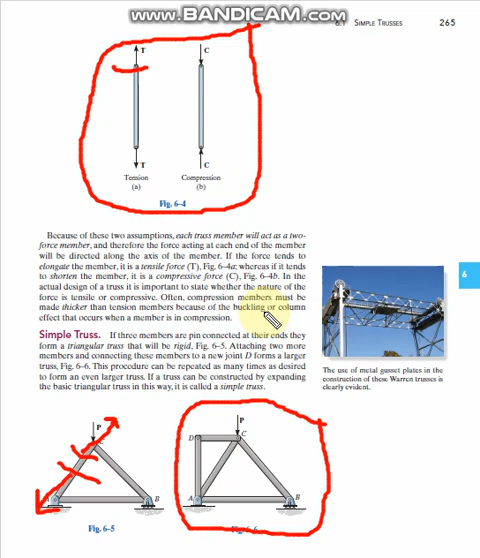 www.BANDICAM.com
6.1 SIMPLE TRUSSES 265
T C
T C
Tension Compression
(a) (b)
Fig. 6–4
Because of these two assumptions, each truss member will act as a two-
force member, and therefore the force acting at each end of the member
will be directed along the axis of the member. If the force tends to
elongate the member, it is a tensile force (T), Fig. 6–4a; whereas if it tends
to shorten the member, it is a compressive force (C), Fig. 6–4b. In the
actual design of a truss it is important to state whether the nature of the
force is tensile or compressive. Often, compression members must be
made thicker than tension members because of the buckling or column
effect that occurs when a member is in compression.
6
Simple Truss. If three members are pin connected at their ends they
form a triangular truss that will be rigid, Fig. 6–5. Attaching two more
members and connecting these members to a new joint D forms a larger
truss, Fig. 6–6. This procedure can be repeated as many times as desired
to form an even larger truss. If a truss can be constructed by expanding
the basic triangular truss in this way, it is called a simple truss.
The use of metal gusset plates in the
construction of these Warren trusses is
clearly evident.
P
C
A B
Fig. 6–5
P
D C
A B
Fig. 6–6